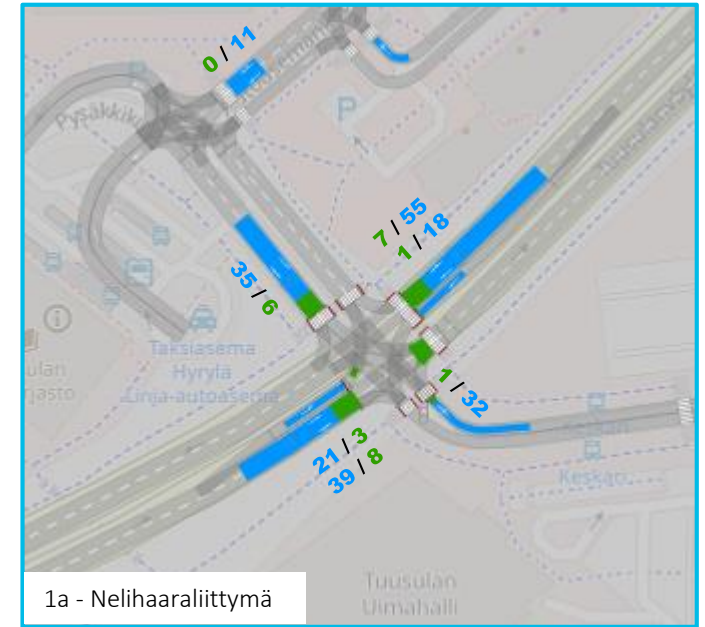 0 / 11
Pysäkkik
P
7 / 55
1 / 18
35 / 6
Taksiasema
Hyrylä
Linja-autoasema
1 / 32
21 / 3
39 / 8
Tuusulan
Uimahalli
1a - Nelihaaraliittymä